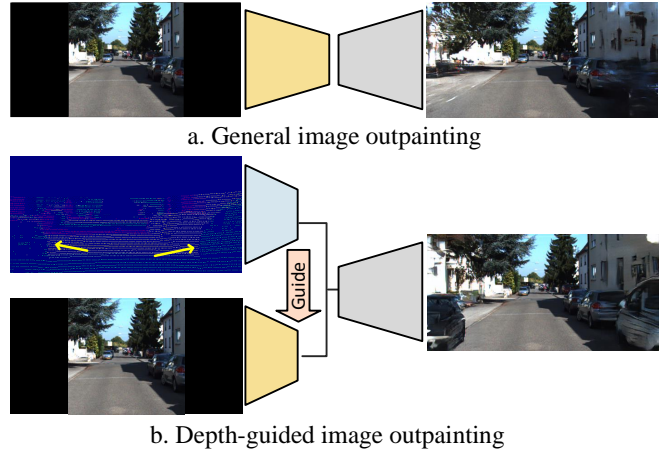 a. General image outpainting
Guide
b. Depth-guided image outpainting